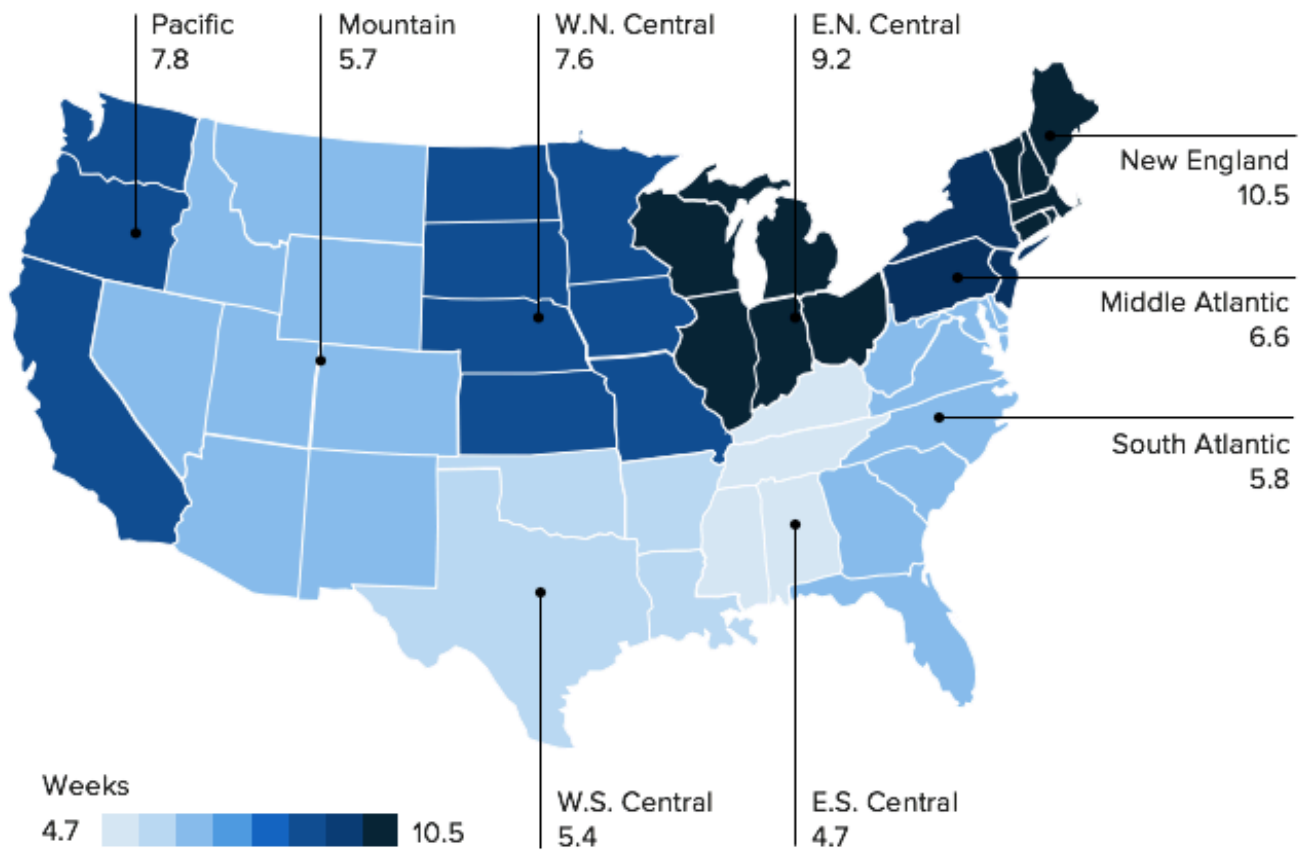 Pacific
7.8
Mountain
5.7
W.N. Central
7.6
E.N. Central
9.2
New England
10.5
Middle Atlantic
6.6
South Atlantic
5.8
Weeks
4.7
10.5
W.S. Central
5.4
E.S. Central
4.7